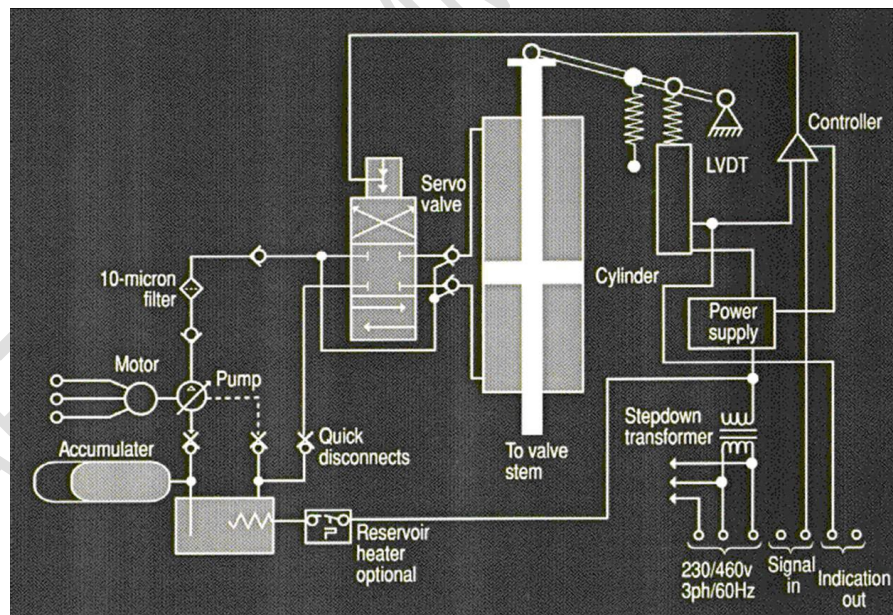 Controller
LVDT
Servo
valve
Cylinder
10-micron
filter
Power
supply
Motor
Pump
Stepdown
transformer
Quick
disconnects
To valve
stem
Accumulater
Reservoir
heater
optional
230/460v
3ph/60Hz
Signal
in
Indication
out